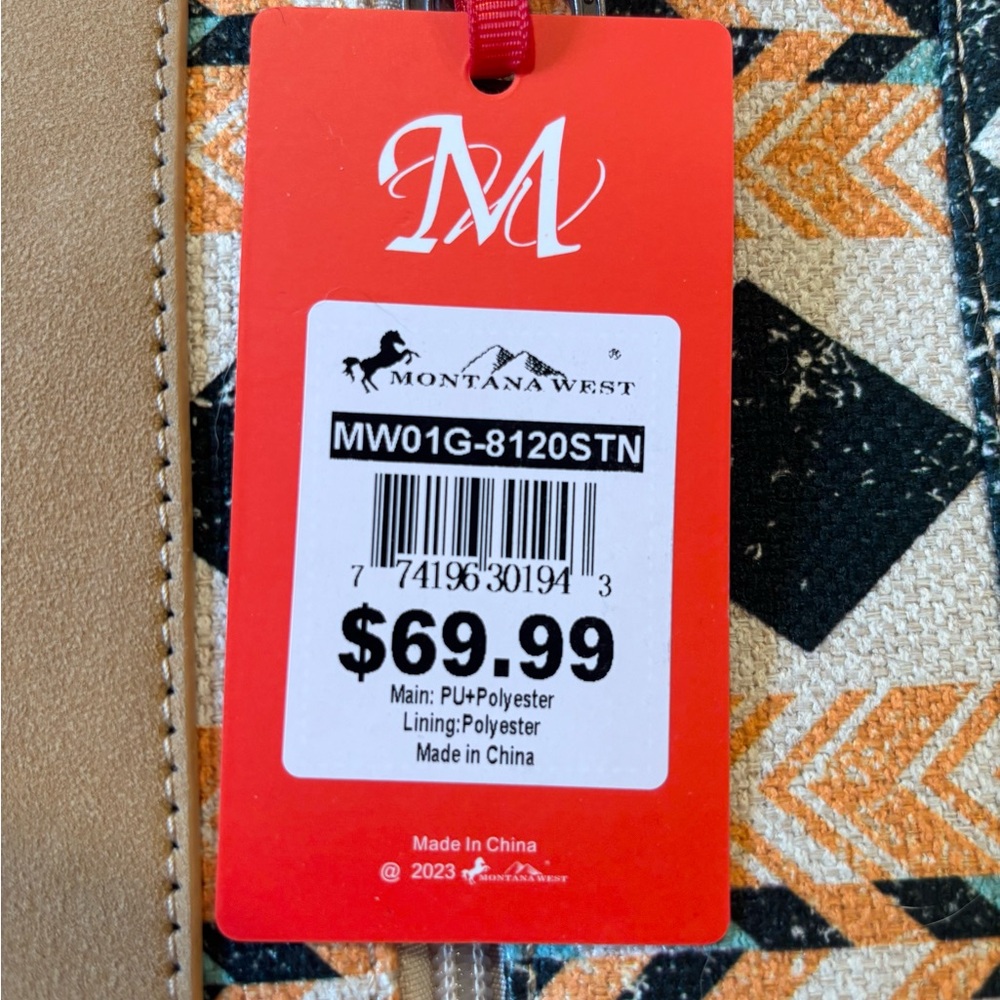 MW
MONTANA WEST ®
MW01G-8120STN
7 74196 30194 3
$69.99
Main: PU+Polyester
Lining:Polyester
Made in China
Made In China
@ 2023 MONTANA WEST